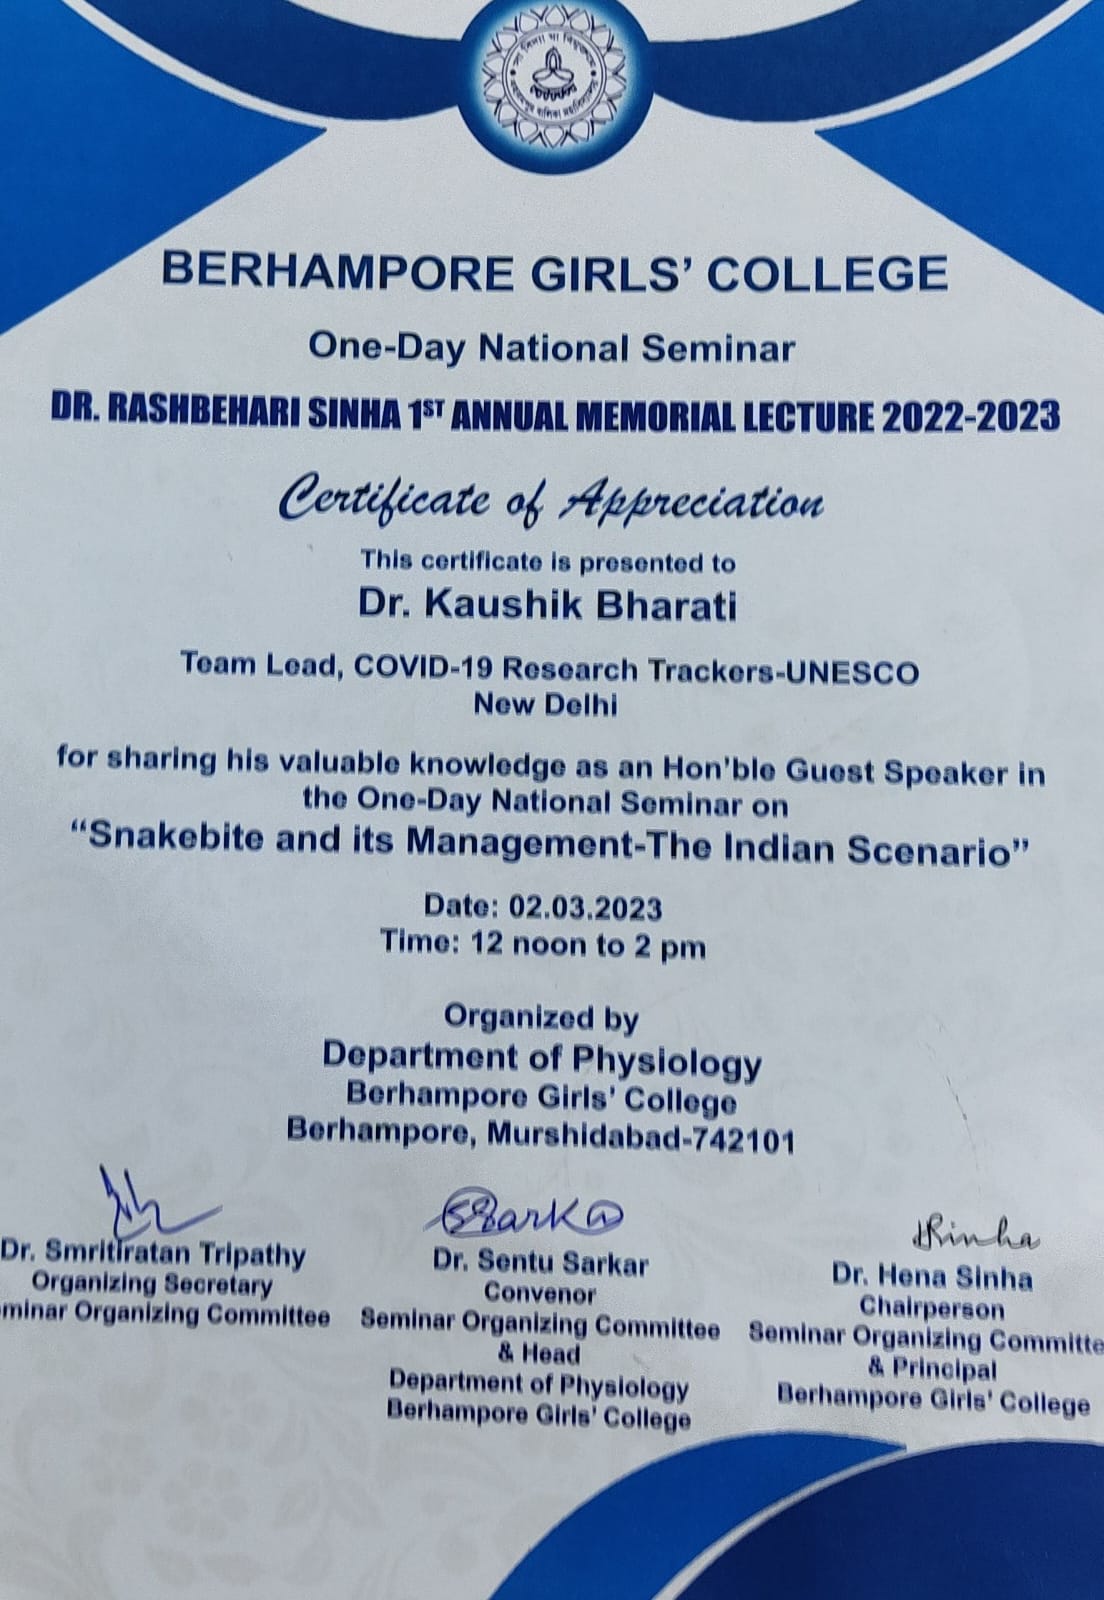 সা বিদ্যা যা বিমুক্তয়ে
বহরমপুর বালিকা মহাবিদ্যালয়
BERHAMPORE GIRLS’ COLLEGE
One-Day National Seminar
DR. RASHBEHARI SINHA 1ST ANNUAL MEMORIAL LECTURE 2022-2023
Certificate of Appreciation
This certificate is presented to
Dr. Kaushik Bharati
Team Lead, COVID-19 Research Trackers-UNESCO
New Delhi
for sharing his valuable knowledge as an Hon’ble Guest Speaker in
the One-Day National Seminar on
“Snakebite and its Management-The Indian Scenario”
Date: 02.03.2023
Time: 12 noon to 2 pm
Organized by
Department of Physiology
Berhampore Girls’ College
Berhampore, Murshidabad-742101
SSarkar
HSinha
Dr. Smritiratan Tripathy
Organizing Secretary
minar Organizing Committee
Dr. Sentu Sarkar
Convenor
Seminar Organizing Committee
& Head
Department of Physiology
Berhampore Girls’ College
Dr. Hena Sinha
Chairperson
Seminar Organizing Committe
& Principal
Berhampore Girls’ College